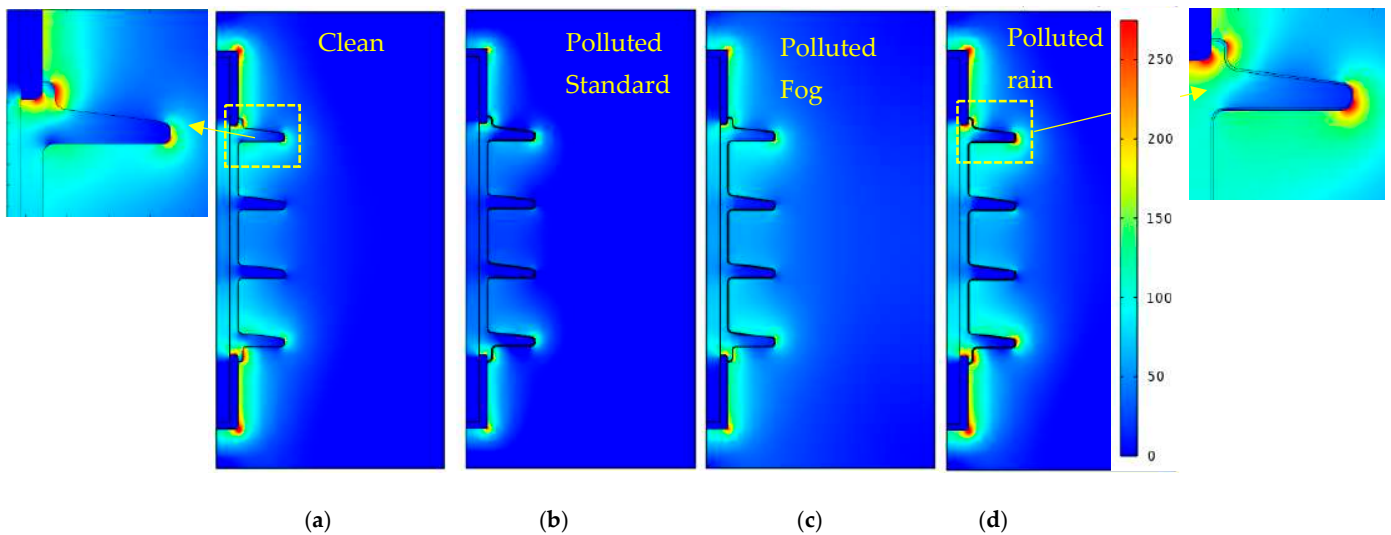 Clean
Polluted
Standard
Polluted
Fog
Polluted
rain
250
200
150
100
50
0
(a)
(b)
(c)
(d)